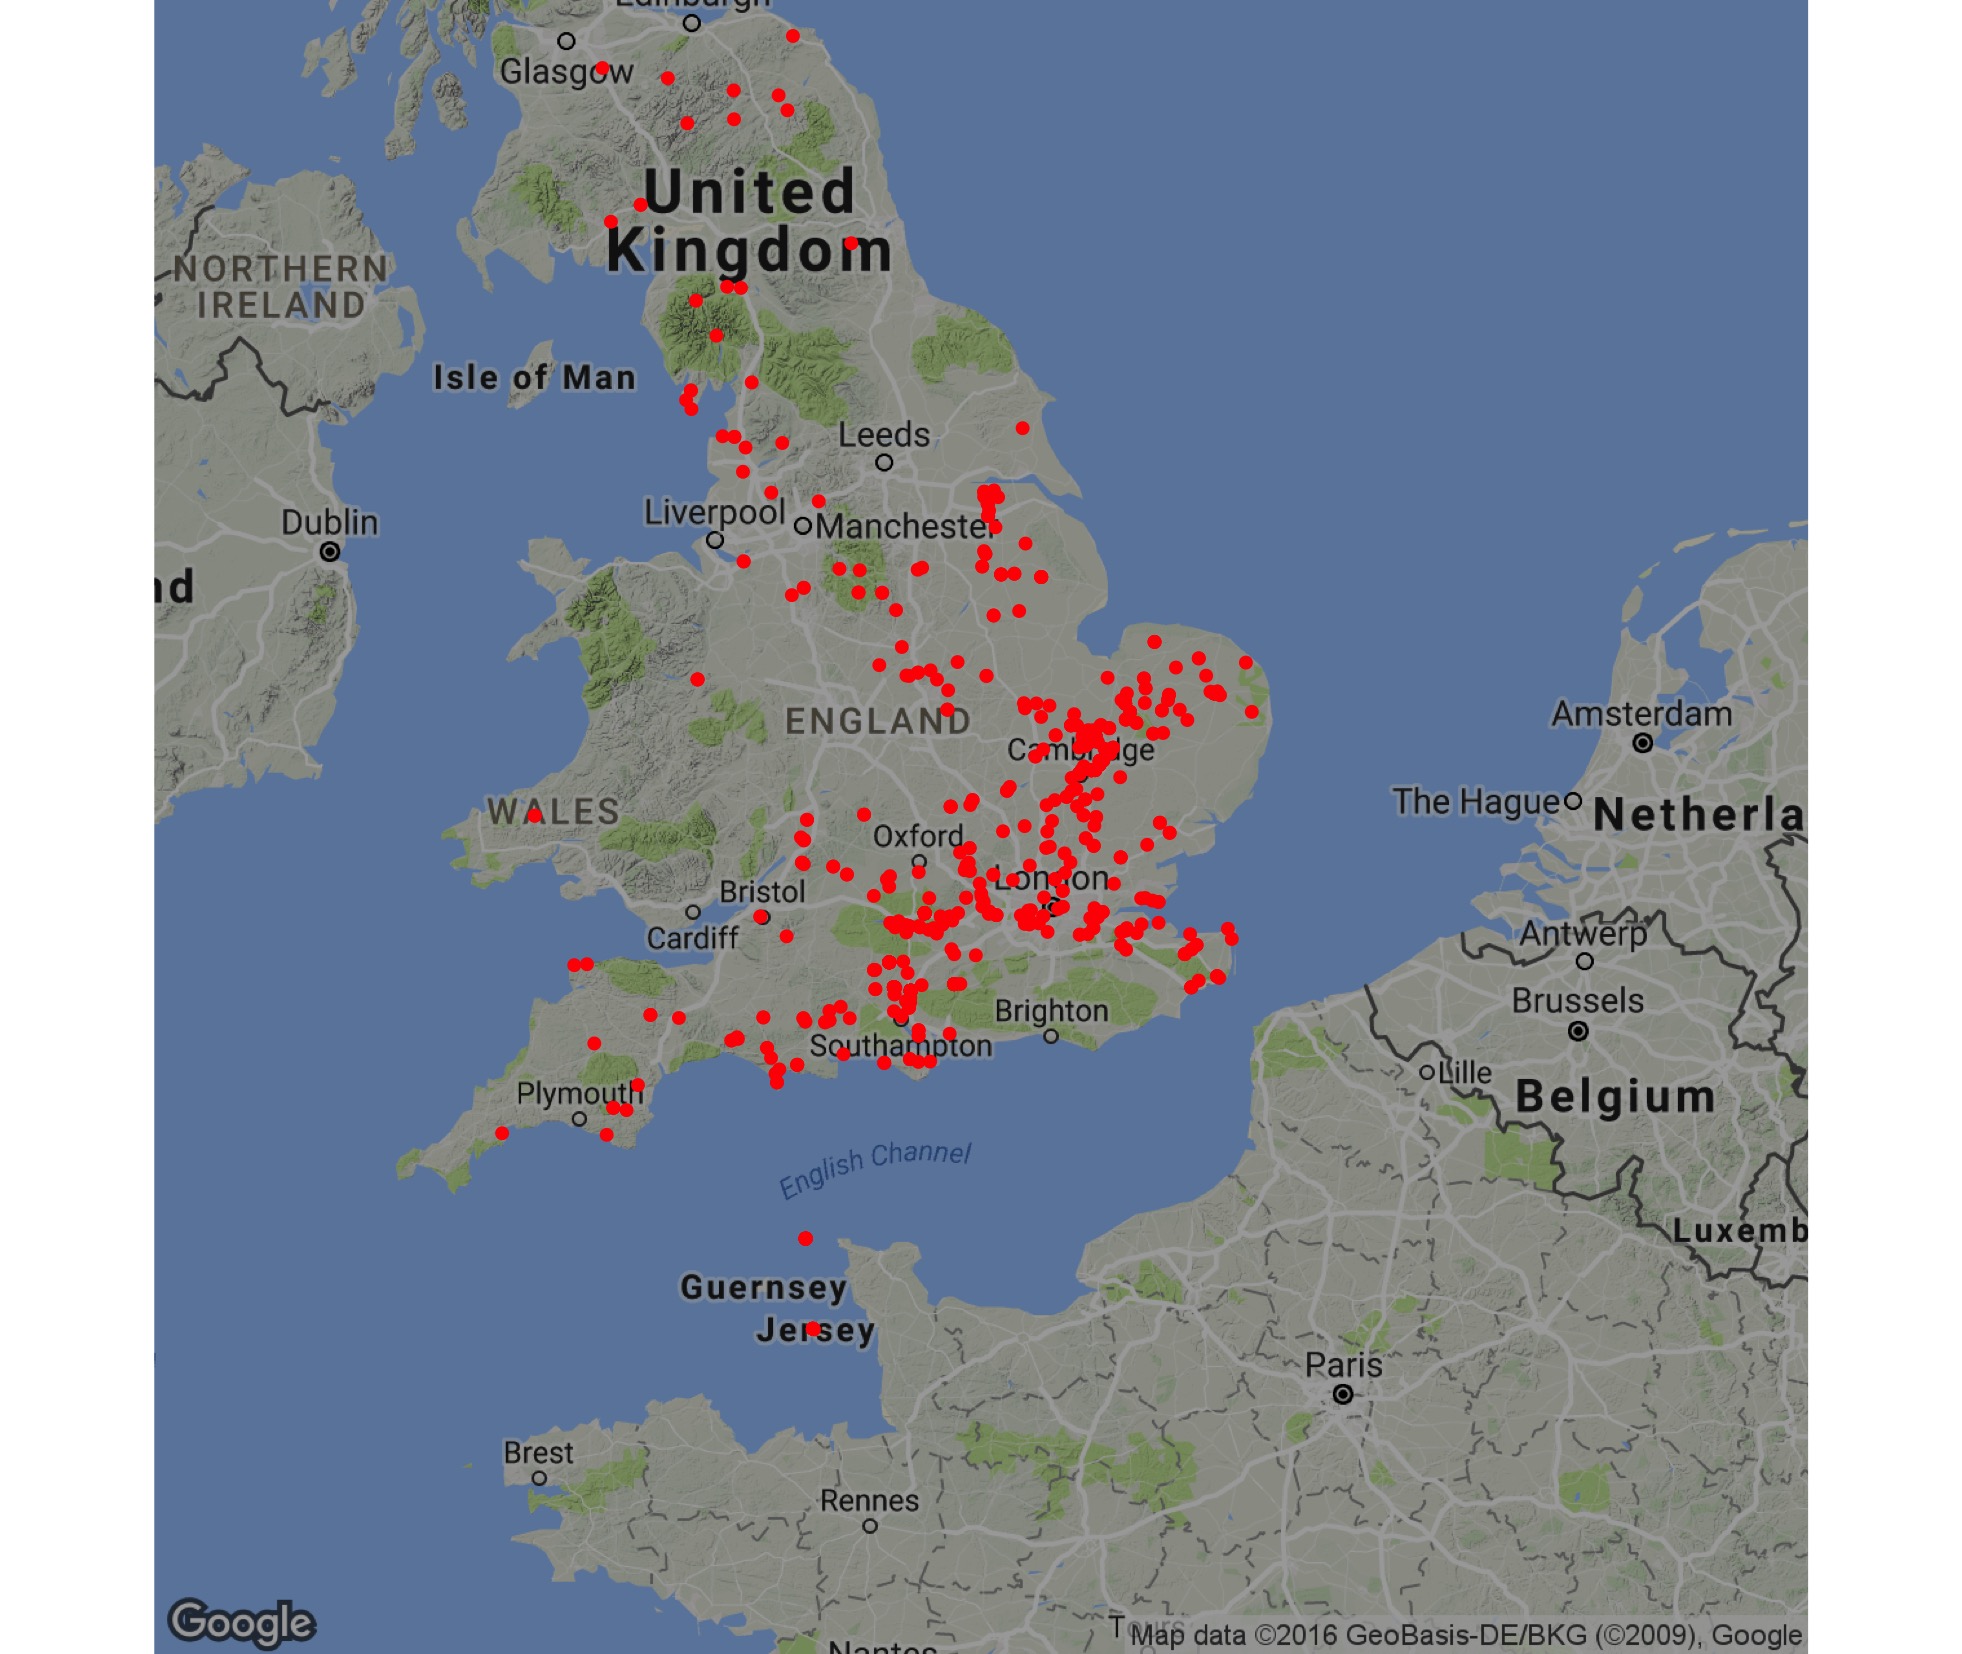 Edinburgh
Glasgow
United
Kingdom
NORTHERN
IRELAND
Isle of Man
Leeds
Dublin
Liverpool
Manchester
nd
ENGLAND
Cambridge
Amsterdam
The Hague
Netherla
WALES
Oxford
London
Bristol
Cardiff
Antwerp
Brussels
Brighton
Southampton
Lille
Belgium
Plymouth
English Channel
Luxemb
Guernsey
Jersey
Paris
Brest
Rennes
Google
Tours
Map data ©2016 GeoBasis-DE/BKG (©2009), Google
Nantes